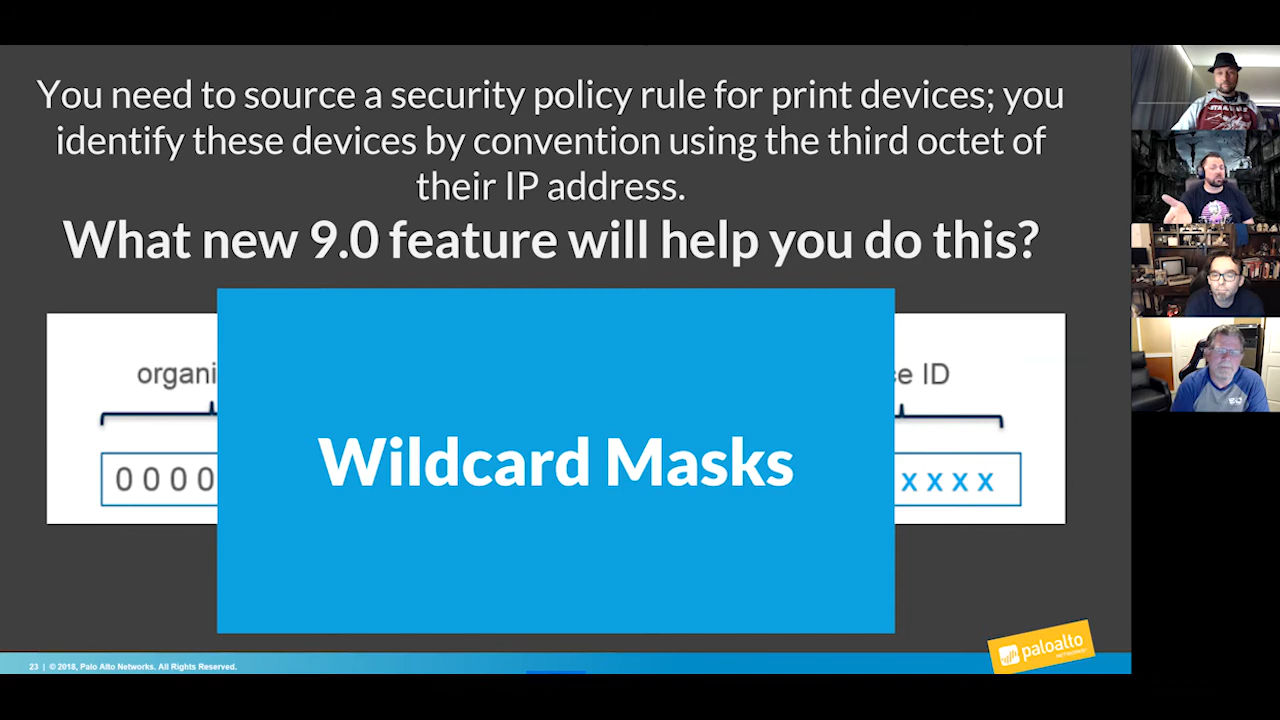 You need to source a security policy rule for print devices; you
identify these devices by convention using the third octet of
their IP address.
What new 9.0 feature will help you do this?
organi
e ID
Wildcard Masks
0 0 0 0
x x x x
23 | © 2018, Palo Alto Networks. All Rights Reserved.
paloalto
NETWORKS